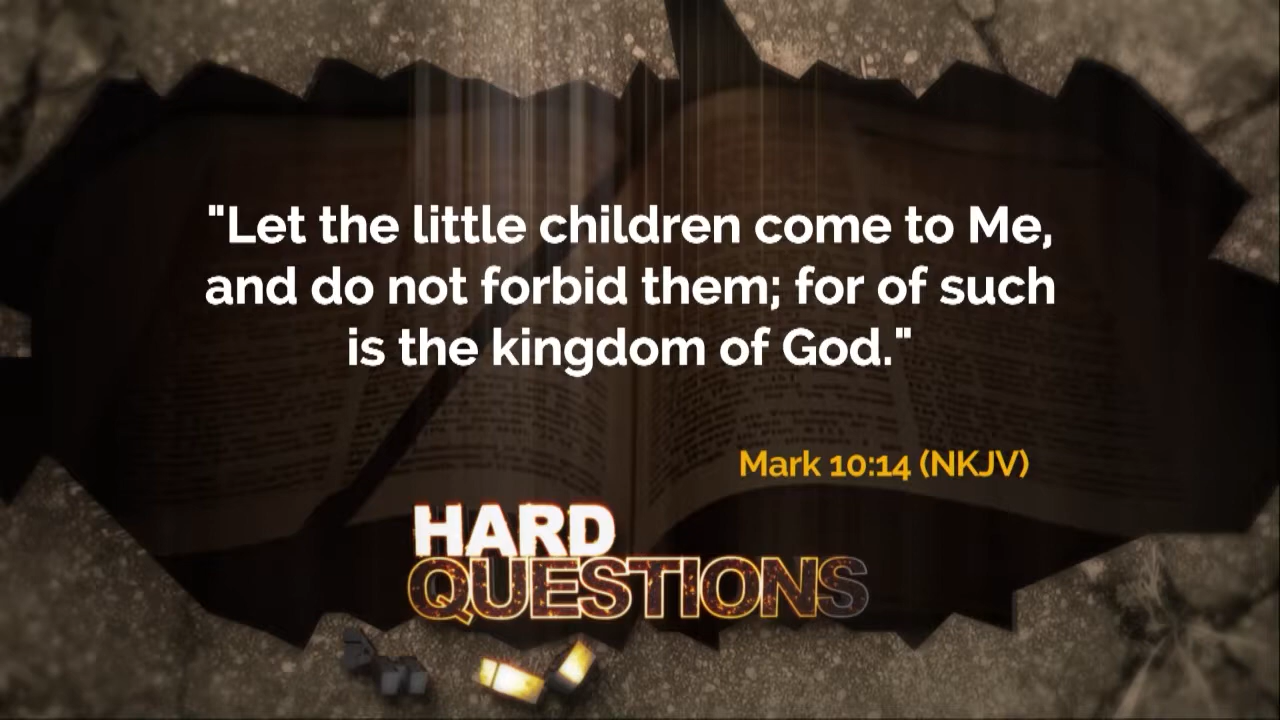 "Let the little children come to Me,
and do not forbid them; for of such
is the kingdom of God."
Mark 10:14 (NKJV)
HARD
QUESTIONS